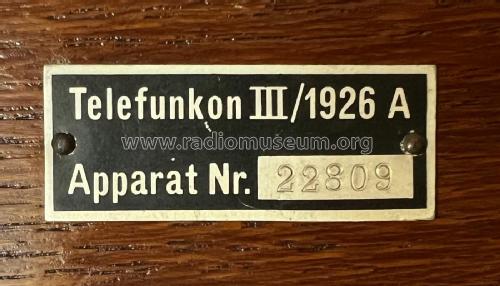 Telefunkon III/1926 A
www.radiomuseum.org
Apparat Nr. 22809